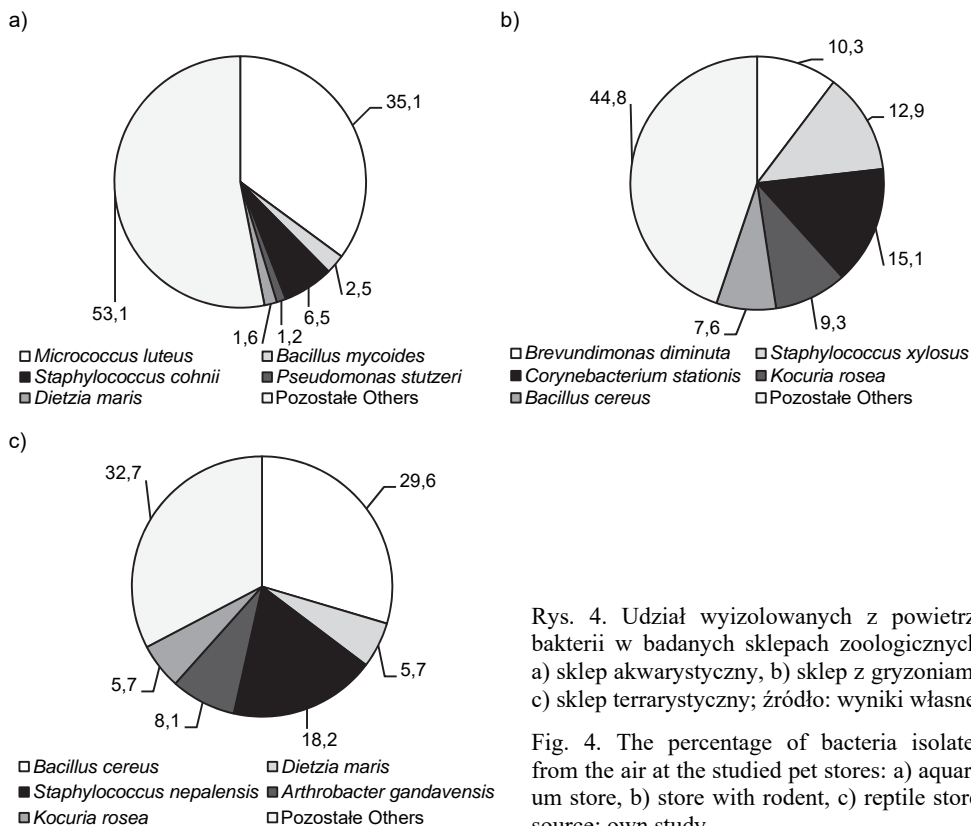 a)
35,1
2,5
6,5
1,2
1,6
53,1
□ Micrococcus luteus □ Bacillus mycoides
■ Staphylococcus cohnii ■ Pseudomonas stutzeri
■ Dietzia maris □ Pozostałe Others
b)
10,3
12,9
15,1
9,3
7,6
44,8
□ Brevundimonas diminuta □ Staphylococcus xylosus
■ Corynebacterium stationis ■ Kocuria rosea
■ Bacillus cereus □ Pozostałe Others
c)
29,6
5,7
18,2
8,1
5,7
32,7
□ Bacillus cereus □ Dietzia maris
■ Staphylococcus nepalensis ■ Arthrobacter gandavensis
■ Kocuria rosea □ Pozostałe Others
Rys. 4. Udział wyizolowanych z powietrz
bakterii w badanych sklepach zoologicznych
a) sklep akwarystyczny, b) sklep z gryzoniam
c) sklep terrarystyczny; źródło: wyniki własne
Fig. 4. The percentage of bacteria isolate
from the air at the studied pet stores: a) aquar
um store, b) store with rodent, c) reptile store
source: own study